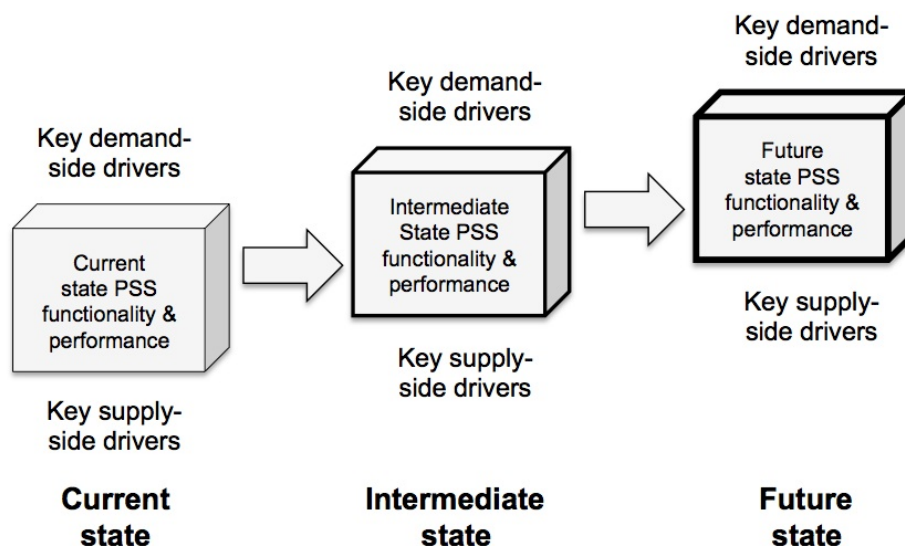 Key demand-
side drivers
Current
state PSS
functionality &
performance
Key supply-
side drivers
Current
state
Key demand-
side drivers
Intermediate
State PSS
functionality &
performance
Key supply-
side drivers
Intermediate
state
Key demand-
side drivers
Future
state PSS
functionality &
performance
Key supply-
side drivers
Future
state